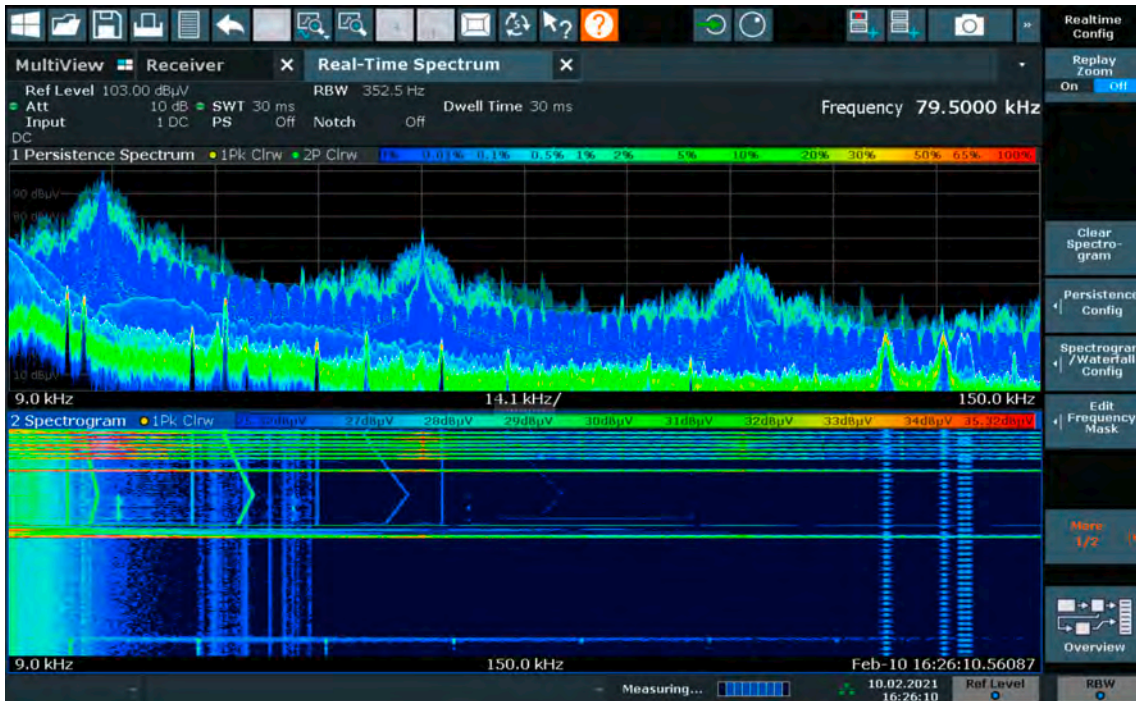 Realtime
Config
MultiView Receiver × Real-Time Spectrum ×
Replay
Zoom
On Off
Ref Level 103.00 dBµV RBW 352.5 Hz
Att 10 dB SWT 30 ms Dwell Time 30 ms Frequency 79.5000 kHz
Input 1 DC PS Off Notch Off
DC
1 Persistence Spectrum 1Pk Clrw 2P Clrw 0% 0.03% 0.1% 0.5% 1% 2% 5% 10% 20% 30% 50% 65% 100%
90 dBµV
80 dBµV
Clear
Spectro-
gram
Persistence
Config
Spectrogram
/Waterfall
Config
10 dBµV
9.0 kHz 14.1 kHz/ 150.0 kHz
2 Spectrogram 1Pk Clrw 27dBµV 28dBµV 29dBµV 30dBµV 31dBµV 32dBµV 33dBµV 34dBµV 35.32dBµV
Edit
Frequency
Mask
More
1/2
Overview
9.0 kHz 150.0 kHz Feb-10 16:26:10.56087
Measuring... 10.02.2021
16:26:10
Ref Level
RBW